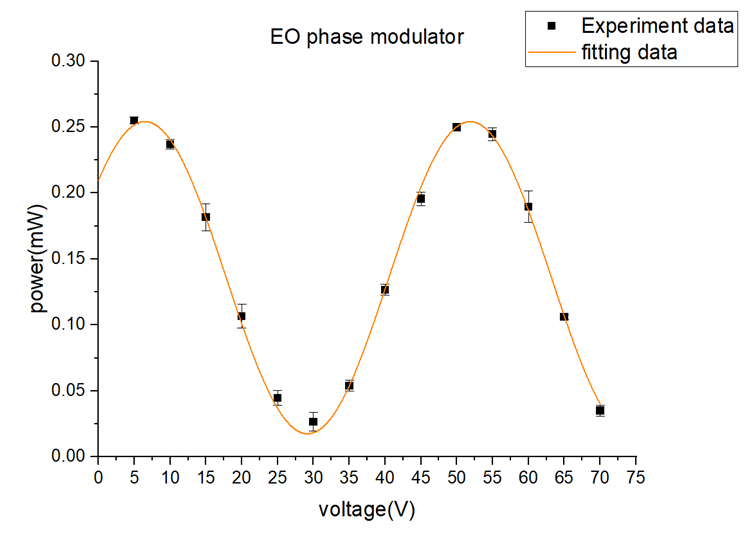 EO phase modulator
Experiment data
fitting data
0.30
0.25
0.20
0.15
0.10
0.05
0.00
power(mW)
0 5 10 15 20 25 30 35 40 45 50 55 60 65 70 75
voltage(V)